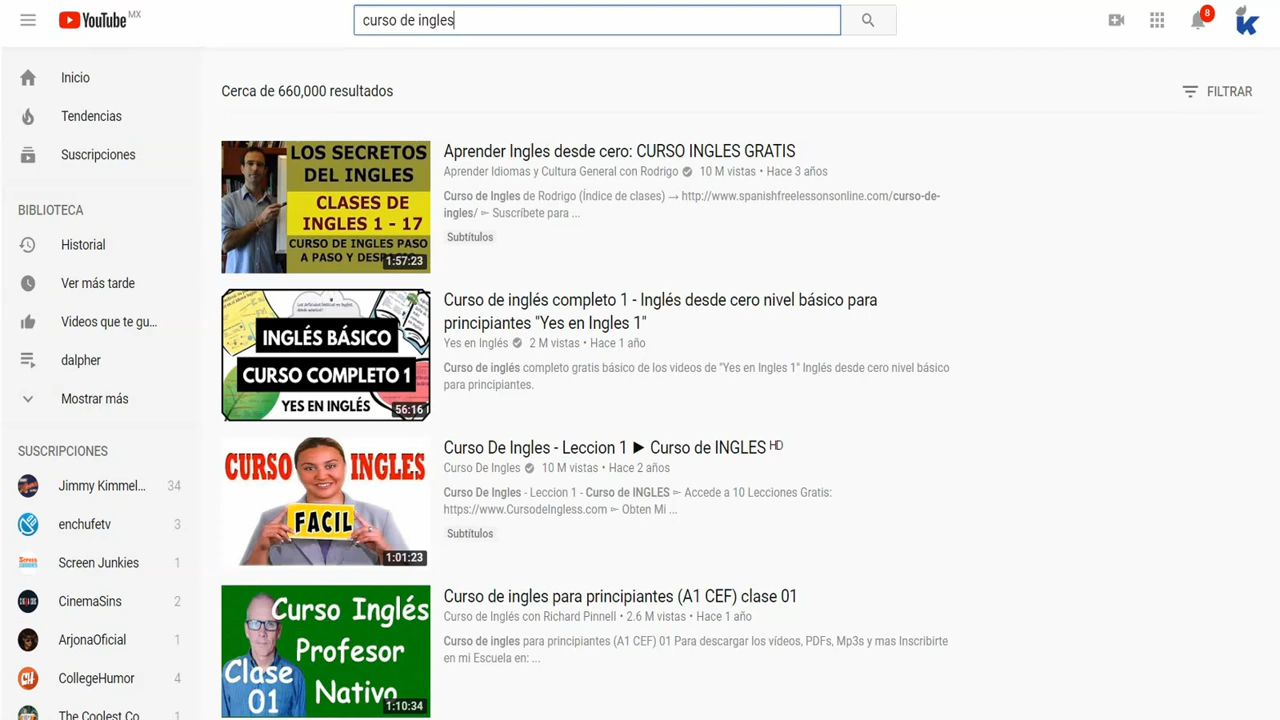 YouTube MX
curso de ingles
8
Inicio
Tendencias
Suscripciones
BIBLIOTECA
Historial
Ver más tarde
Videos que te gu...
dalpher
Mostrar más
SUSCRIPCIONES
Jimmy Kimmel... 34
enchufetv 3
Screen Junkies 1
CinemaSins 2
ArjonaOficial 1
CollegeHumor 4
The Coolest Co 1
Cerca de 660,000 resultados
FILTRAR
LOS SECRETOS
DEL INGLES
CLASES DE
INGLES 1 - 17
CURSO DE INGLES PASO
A PASO Y
1:57:23
Aprender Ingles desde cero: CURSO INGLES GRATIS
Aprender Idiomas y Cultura General con Rodrigo 10 M vistas • Hace 3 años
Curso de Ingles de Rodrigo (Índice de clases) → http://www.spanishfreelessonsonline.com/curso-de-
ingles/ ➣ Suscríbete para ...
Subtítulos
INGLÉS BÁSICO
CURSO COMPLETO 1
YES EN INGLÉS
56:16
Curso de inglés completo 1 - Inglés desde cero nivel básico para
principiantes "Yes en Ingles 1"
Yes en Inglés 2 M vistas • Hace 1 año
Curso de inglés completo gratis básico de los videos de "Yes en Ingles 1" Inglés desde cero nivel básico
para principiantes.
CURSO INGLES
FACIL
1:01:23
Curso De Ingles - Leccion 1 ► Curso de INGLES HD
Curso De Ingles 10 M vistas • Hace 2 años
Curso De Ingles - Leccion 1 - Curso de INGLES ➣ Accede a 10 Lecciones Gratis:
https://www.CursodeIngless.com ➣ Obten Mi ...
Subtítulos
Curso Inglés
Profesor
Nativo
Clase
01
1:10:34
Curso de ingles para principiantes (A1 CEF) clase 01
Curso de Inglés con Richard Pinnell • 2.6 M vistas • Hace 1 año
Curso de ingles para principiantes (A1 CEF) 01 Para descargar los vídeos, PDFs, Mp3s y mas Inscribirte
en mi Escuela en: ...